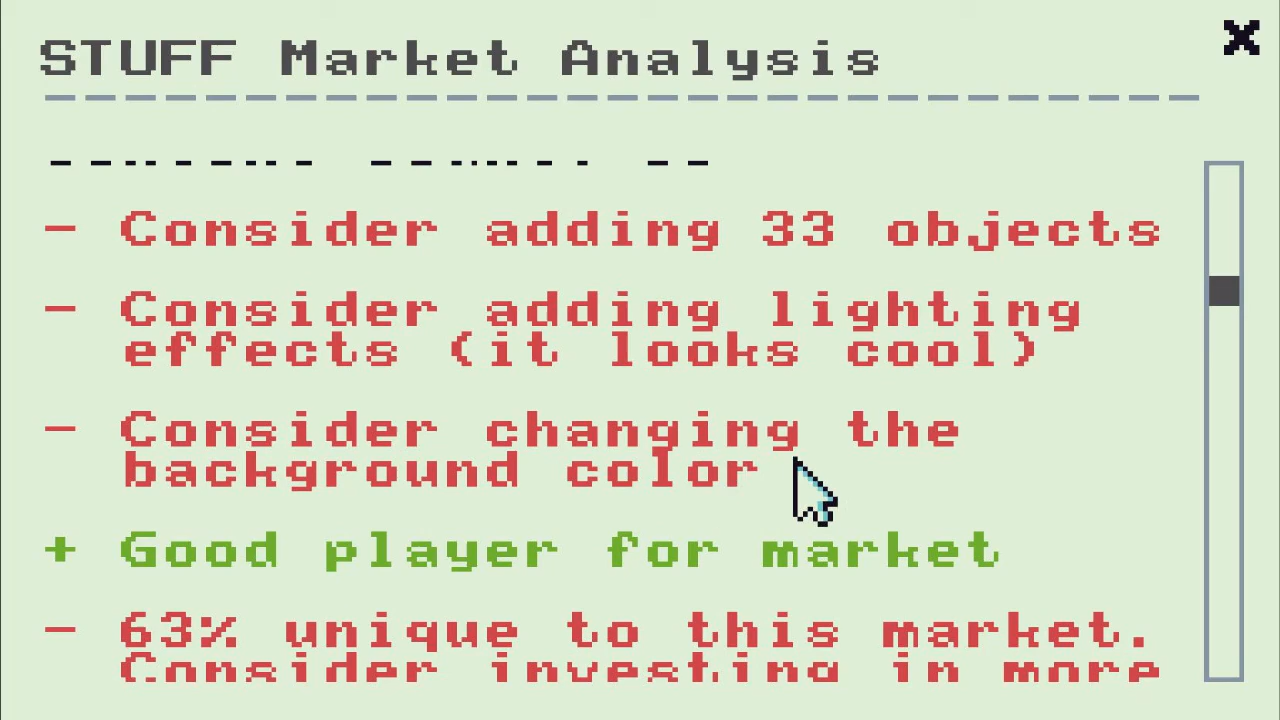 STUFF Market Analysis
- Consider adding 33 objects
- Consider adding lighting
effects (it looks cool)
- Consider changing the
background color
+ Good player for market
- 63% unique to this market.
Consider investing in more